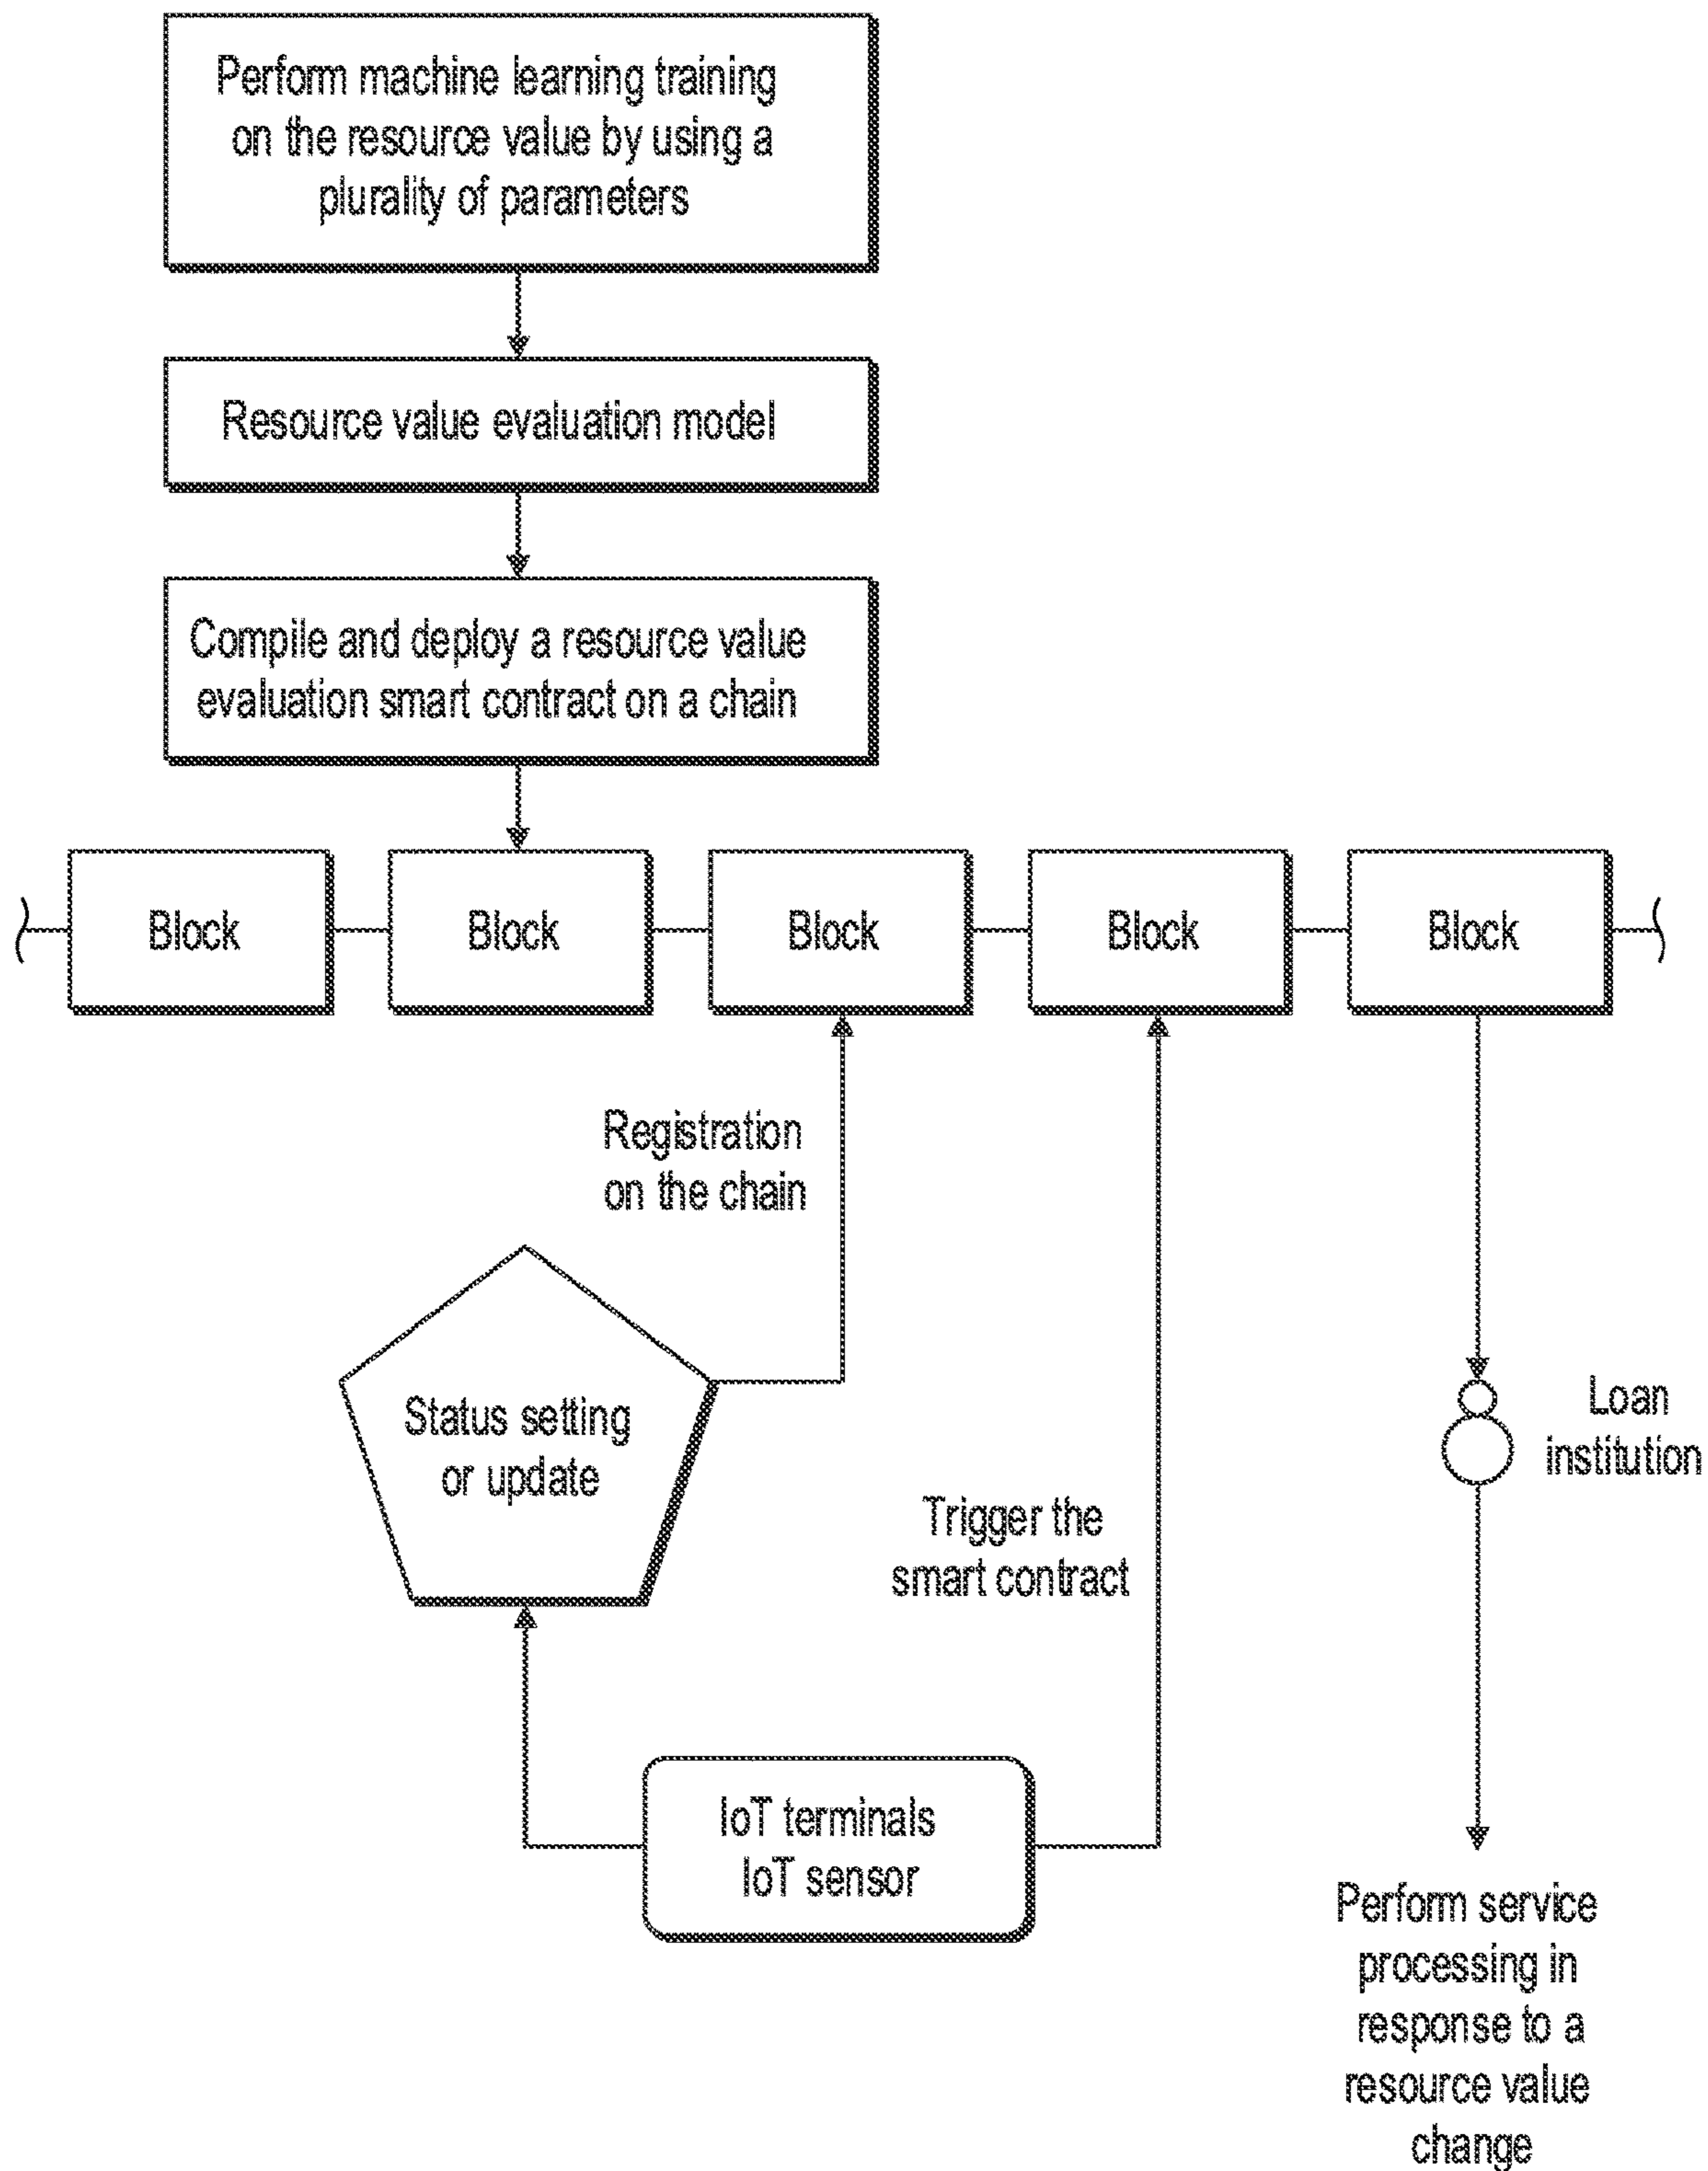 Perform machine learning training
on the resource value by using a
plurality of parameters
Resource value evaluation model
Compile and deploy a resource value
evaluation smart contract on a chain
Block
Block
Block
Block
Block
Registration
on the chain
Status setting
or update
Loan
institution
Trigger the
smart contract
IoT terminals
IoT sensor
Perform service
processing in
response to a
resource value
change